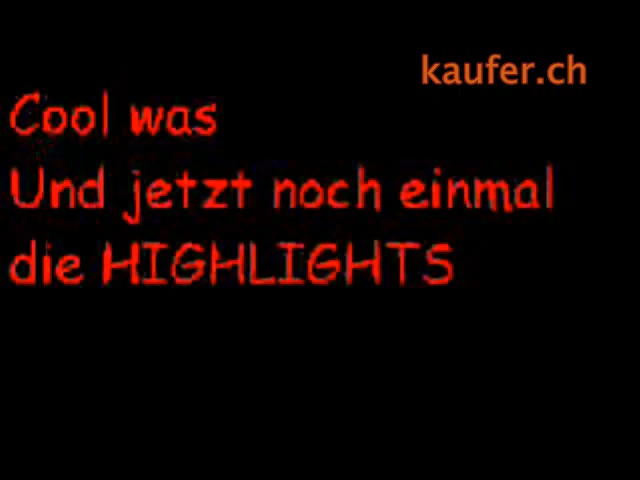 kaufer.ch
Cool was
Und jetzt noch einmal
die HIGHLIGHTS